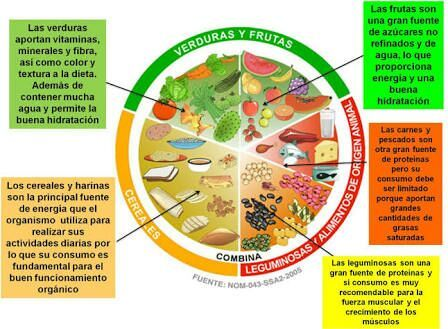 Las verduras
aportan vitaminas,
minerales y fibra,
así como color y
textura a la dieta.
Además de
contener mucha
agua y permite la
buena hidratación
VERDURAS Y FRUTAS
Las frutas son
una gran fuente
de azúcares no
refinados y de
agua, lo que
proporciona
energía y una
buena
hidratación
Los cereales y harinas
son la principal fuente
de energía que el
organismo utiliza para
realizar sus
actividades diarias por
lo que su consumo es
fundamental para el
buen funcionamiento
orgánico
CEREALES
COMBINA
LEGUMINOSAS Y ALIMENTOS DE ORIGEN ANIMAL
FUENTE: NOM-043-SSA2-2005
Las carnes y
pescados son
otra gran fuente
de proteinas
pero su
consumo debe
ser limitado
porque aportan
grandes
cantidades de
grasas
saturadas
Las leguminosas son una
gran fuente de proteinas y
si consumo es muy
recomendable para la
fuerza muscular y el
crecimiento de los
músculos